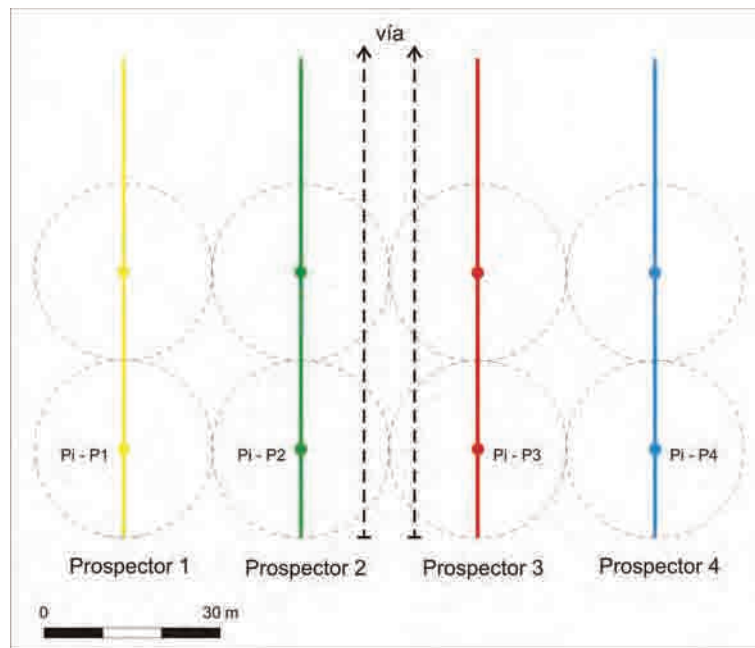 vía
Pi - P1
Pi - P2
Pi - P3
Pi - P4
Prospector 1
Prospector 2
Prospector 3
Prospector 4
0
30 m